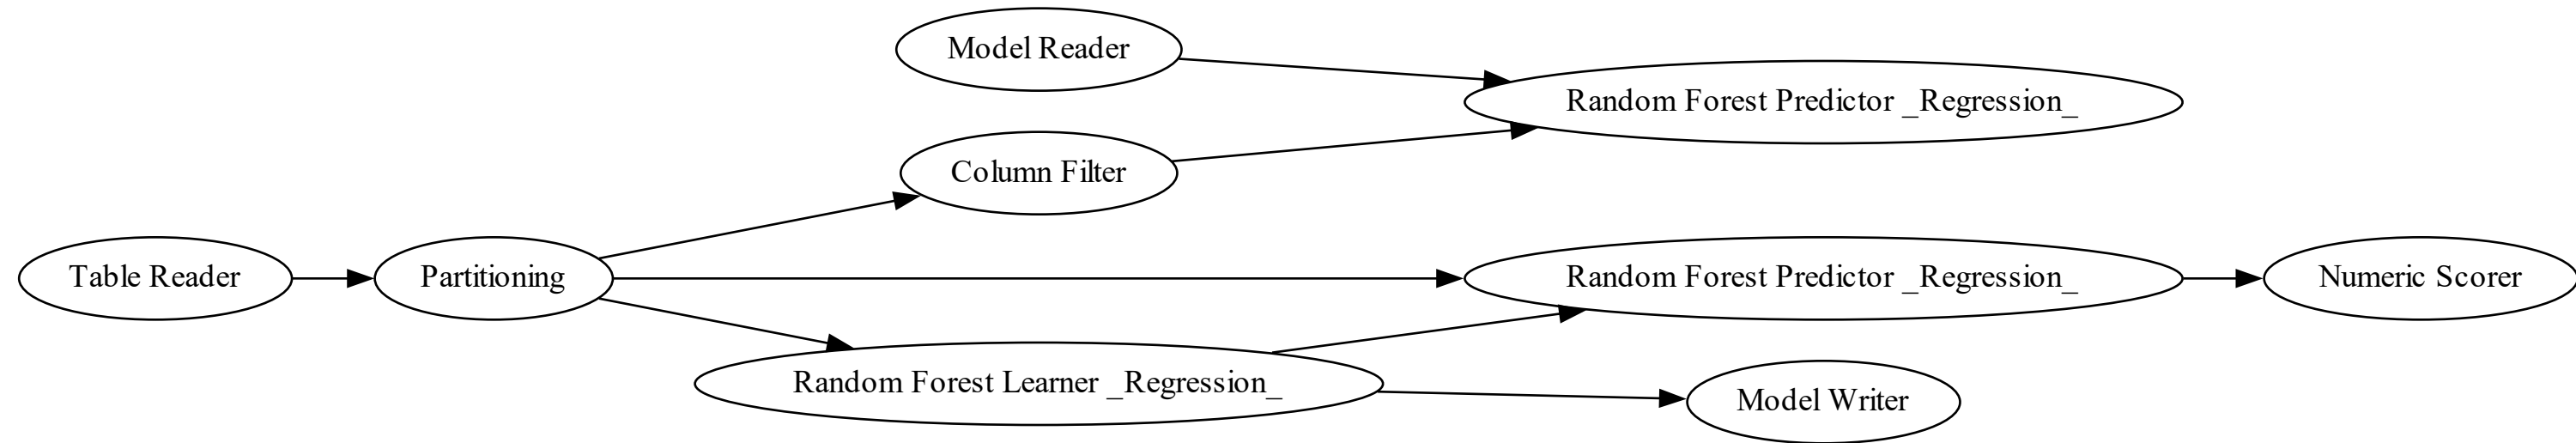 Model Reader
Random Forest Predictor _Regression_
Column Filter
Table Reader
Partitioning
Random Forest Predictor _Regression_
Numeric Scorer
Random Forest Learner _Regression_
Model Writer